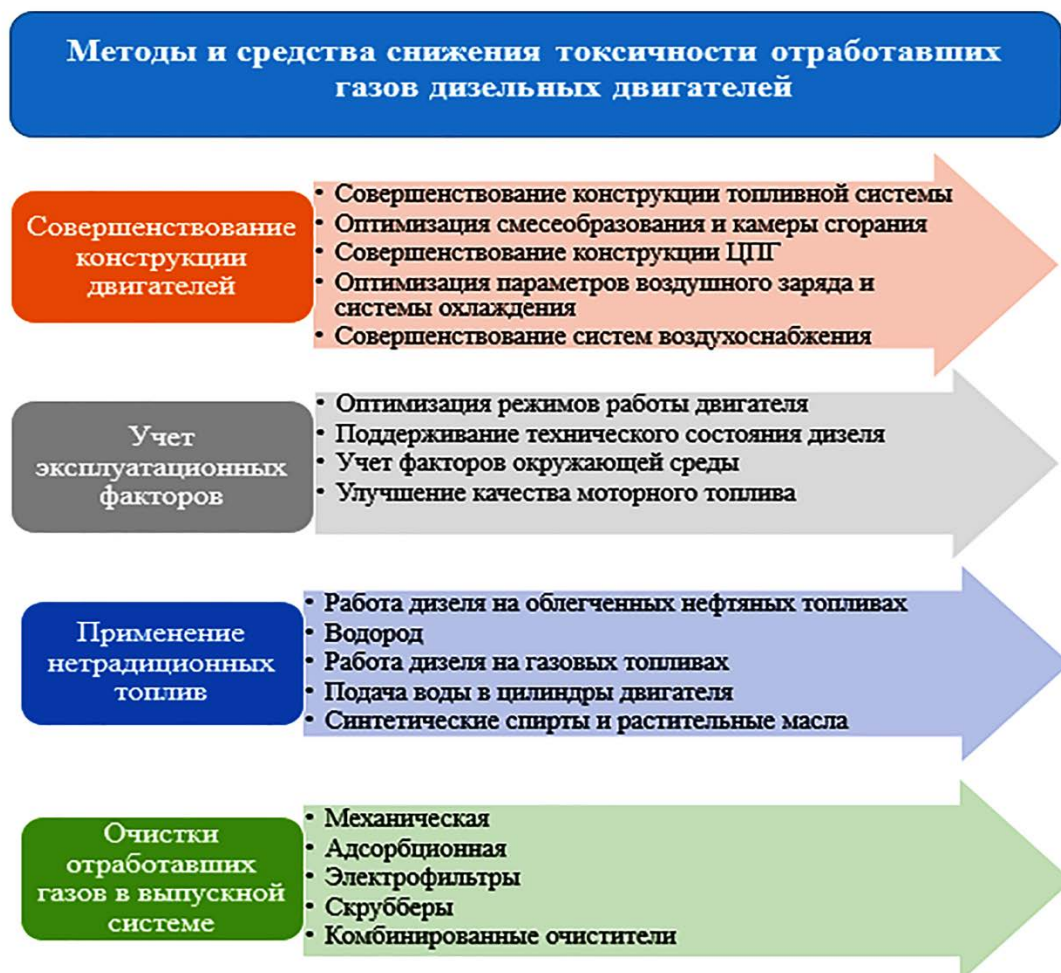 Методы и средства снижения токсичности отработавших
газов дизельных двигателей
Совершенствование
конструкции
двигателей
• Совершенствование конструкции топливной системы
• Оптимизация смесеобразования и камеры сгорания
• Совершенствование конструкции ЦПГ
• Оптимизация параметров воздушного заряда и
системы охлаждения
• Совершенствование систем воздухоснабжения
Учет
эксплуатационных
факторов
• Оптимизация режимов работы двигателя
• Поддерживание технического состояния дизеля
• Учет факторов окружающей среды
• Улучшение качества моторного топлива
Применение
нетрадиционных
топлив
• Работа дизеля на облегченных нефтяных топливах
• Водород
• Работа дизеля на газовых топливах
• Подача воды в цилиндры двигателя
• Синтетические спирты и растительные масла
Очистки
отработавших
газов в выпускной
системе
• Механическая
• Адсорбционная
• Электрофильтры
• Скрубберы
• Комбинированные очистители